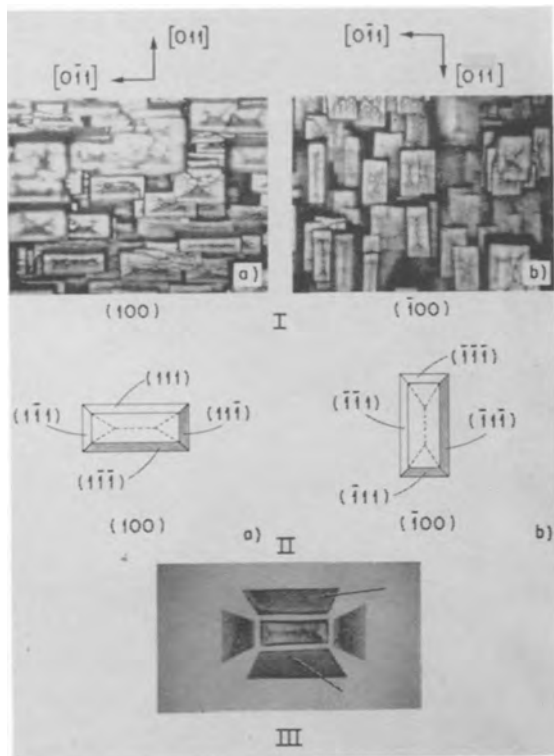 [011] [01̄1]
[01̄1] [011]
a) b)
(100) (1̄00)
I
(111) (1̄1̄1̄)
(11̄1) (111̄) (1̄1̄1) (1̄11̄)
(11̄1̄) (1̄11)
(100) a) (1̄00) b)
II
III